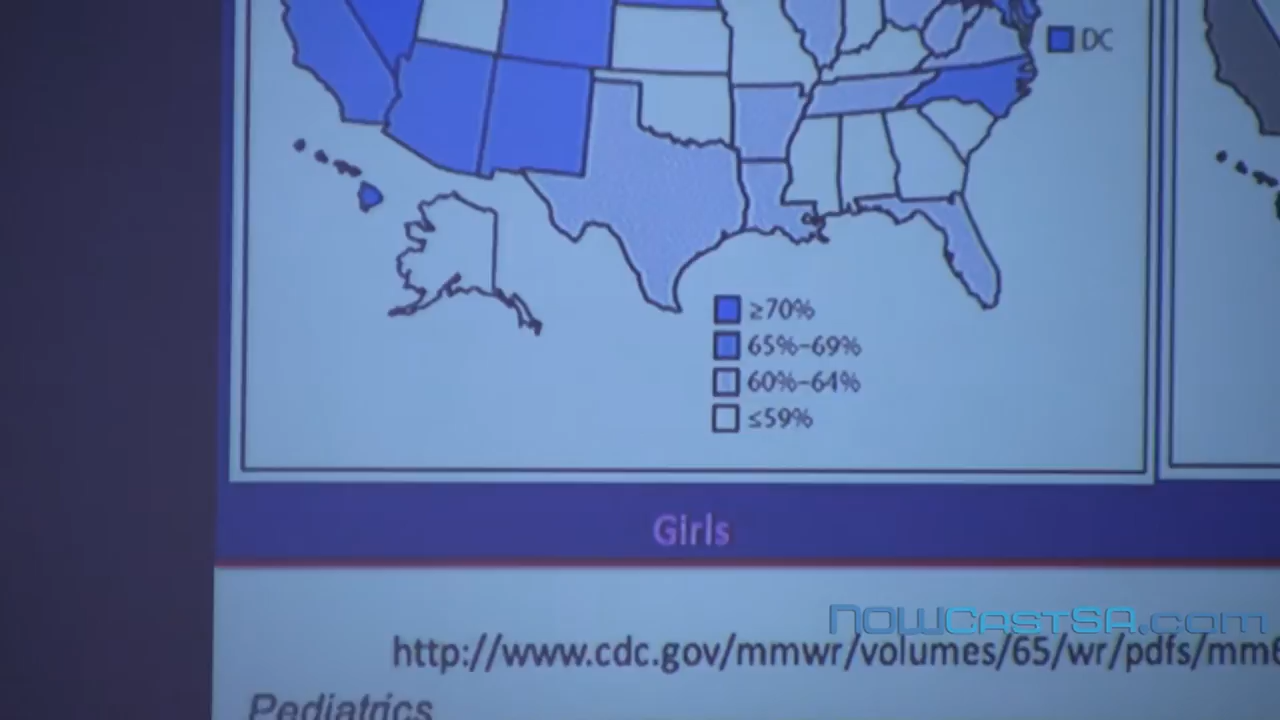 DC
≥70%
65%–69%
60%–64%
≤59%
Girls
NOWCastSA.com
http://www.cdc.gov/mmwr/volumes/65/wr/pdfs/mm6
Pediatrics